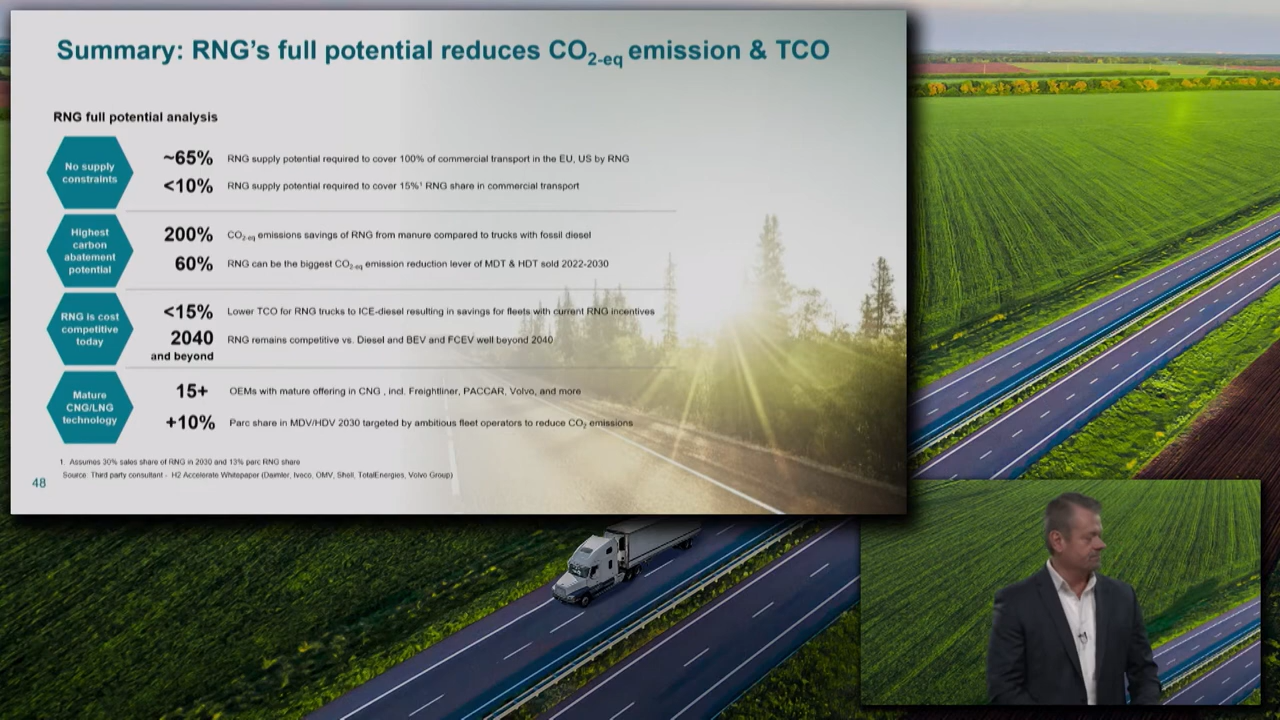 Summary: RNG's full potential reduces CO2-eq emission & TCO
RNG full potential analysis
No supply
constraints
~65% RNG supply potential required to cover 100% of commercial transport in the EU, US by RNG
<10% RNG supply potential required to cover 15%¹ RNG share in commercial transport
Highest
carbon
abatement
potential
200% CO2-eq emissions savings of RNG from manure compared to trucks with fossil diesel
60% RNG can be the biggest CO2-eq emission reduction lever of MDT & HDT sold 2022-2030
RNG is cost
competitive
today
<15% Lower TCO for RNG trucks to ICE-diesel resulting in savings for fleets with current RNG incentives
2040 RNG remains competitive vs. Diesel and BEV and FCEV well beyond 2040
and beyond
Mature
CNG/LNG
technology
15+ OEMs with mature offering in CNG , incl. Freightliner, PACCAR, Volvo, and more
+10% Parc share in MDV/HDV 2030 targeted by ambitious fleet operators to reduce CO2 emissions
1. Assumes 30% sales share of RNG in 2030 and 13% parc RNG share
Source: Third party consultant - H2 Accelerate Whitepaper (Daimler, Iveco, OMV, Shell, TotalEnergies, Volvo Group)
48